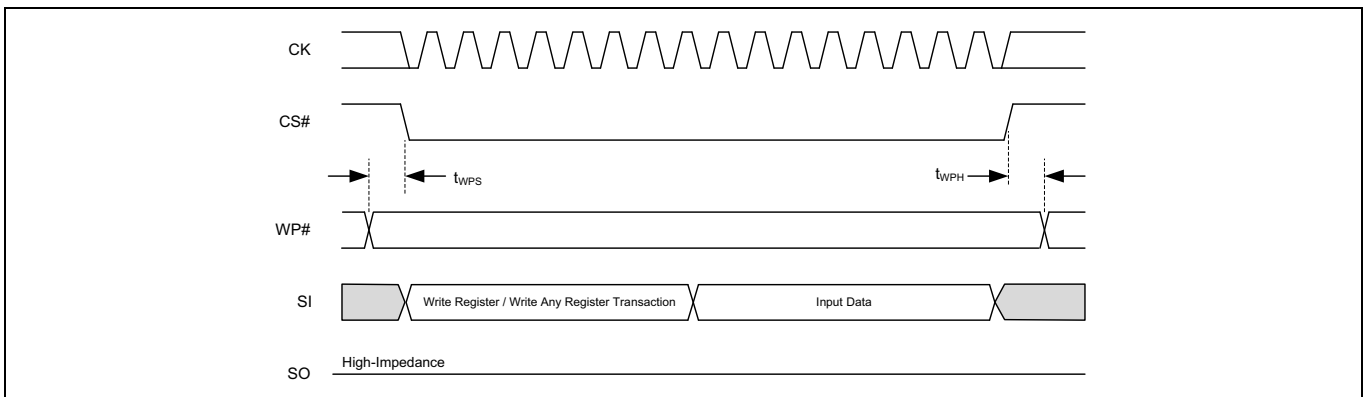 CK
CS#
tWPS
tWPH
WP#
SI
Write Register / Write Any Register Transaction
Input Data
High-Impedance
SO